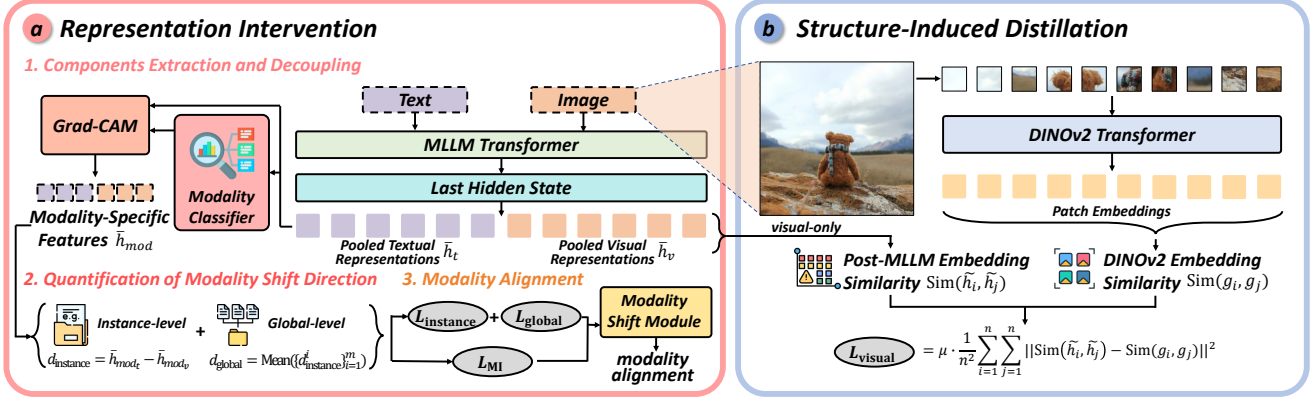 a Representation Intervention
1. Components Extraction and Decoupling
Grad-CAM
Modality Classifier
Modality-Specific
Features h̄_mod
Text
Image
MLLM Transformer
Last Hidden State
Pooled Textual
Representations h̄_t
Pooled Visual
Representations h̄_v
2. Quantification of Modality Shift Direction
e.g.
Instance-level + Global-level
d_instance = h̄_mod_t − h̄_mod_v
d_global = Mean({d^i_instance}^m_i=1)
3. Modality Alignment
L_instance + L_global
L_MI
Modality
Shift Module
modality
alignment
b Structure-Induced Distillation
DINOv2 Transformer
Patch Embeddings
visual-only
Post-MLLM Embedding
Similarity Sim(h̃_i, h̃_j)
DINOv2 Embedding
Similarity Sim(g_i, g_j)
L_visual = μ · 1/n² ∑^n_i=1 ∑^n_j=1 ||Sim(h̃_i, h̃_j) − Sim(g_i, g_j)||²